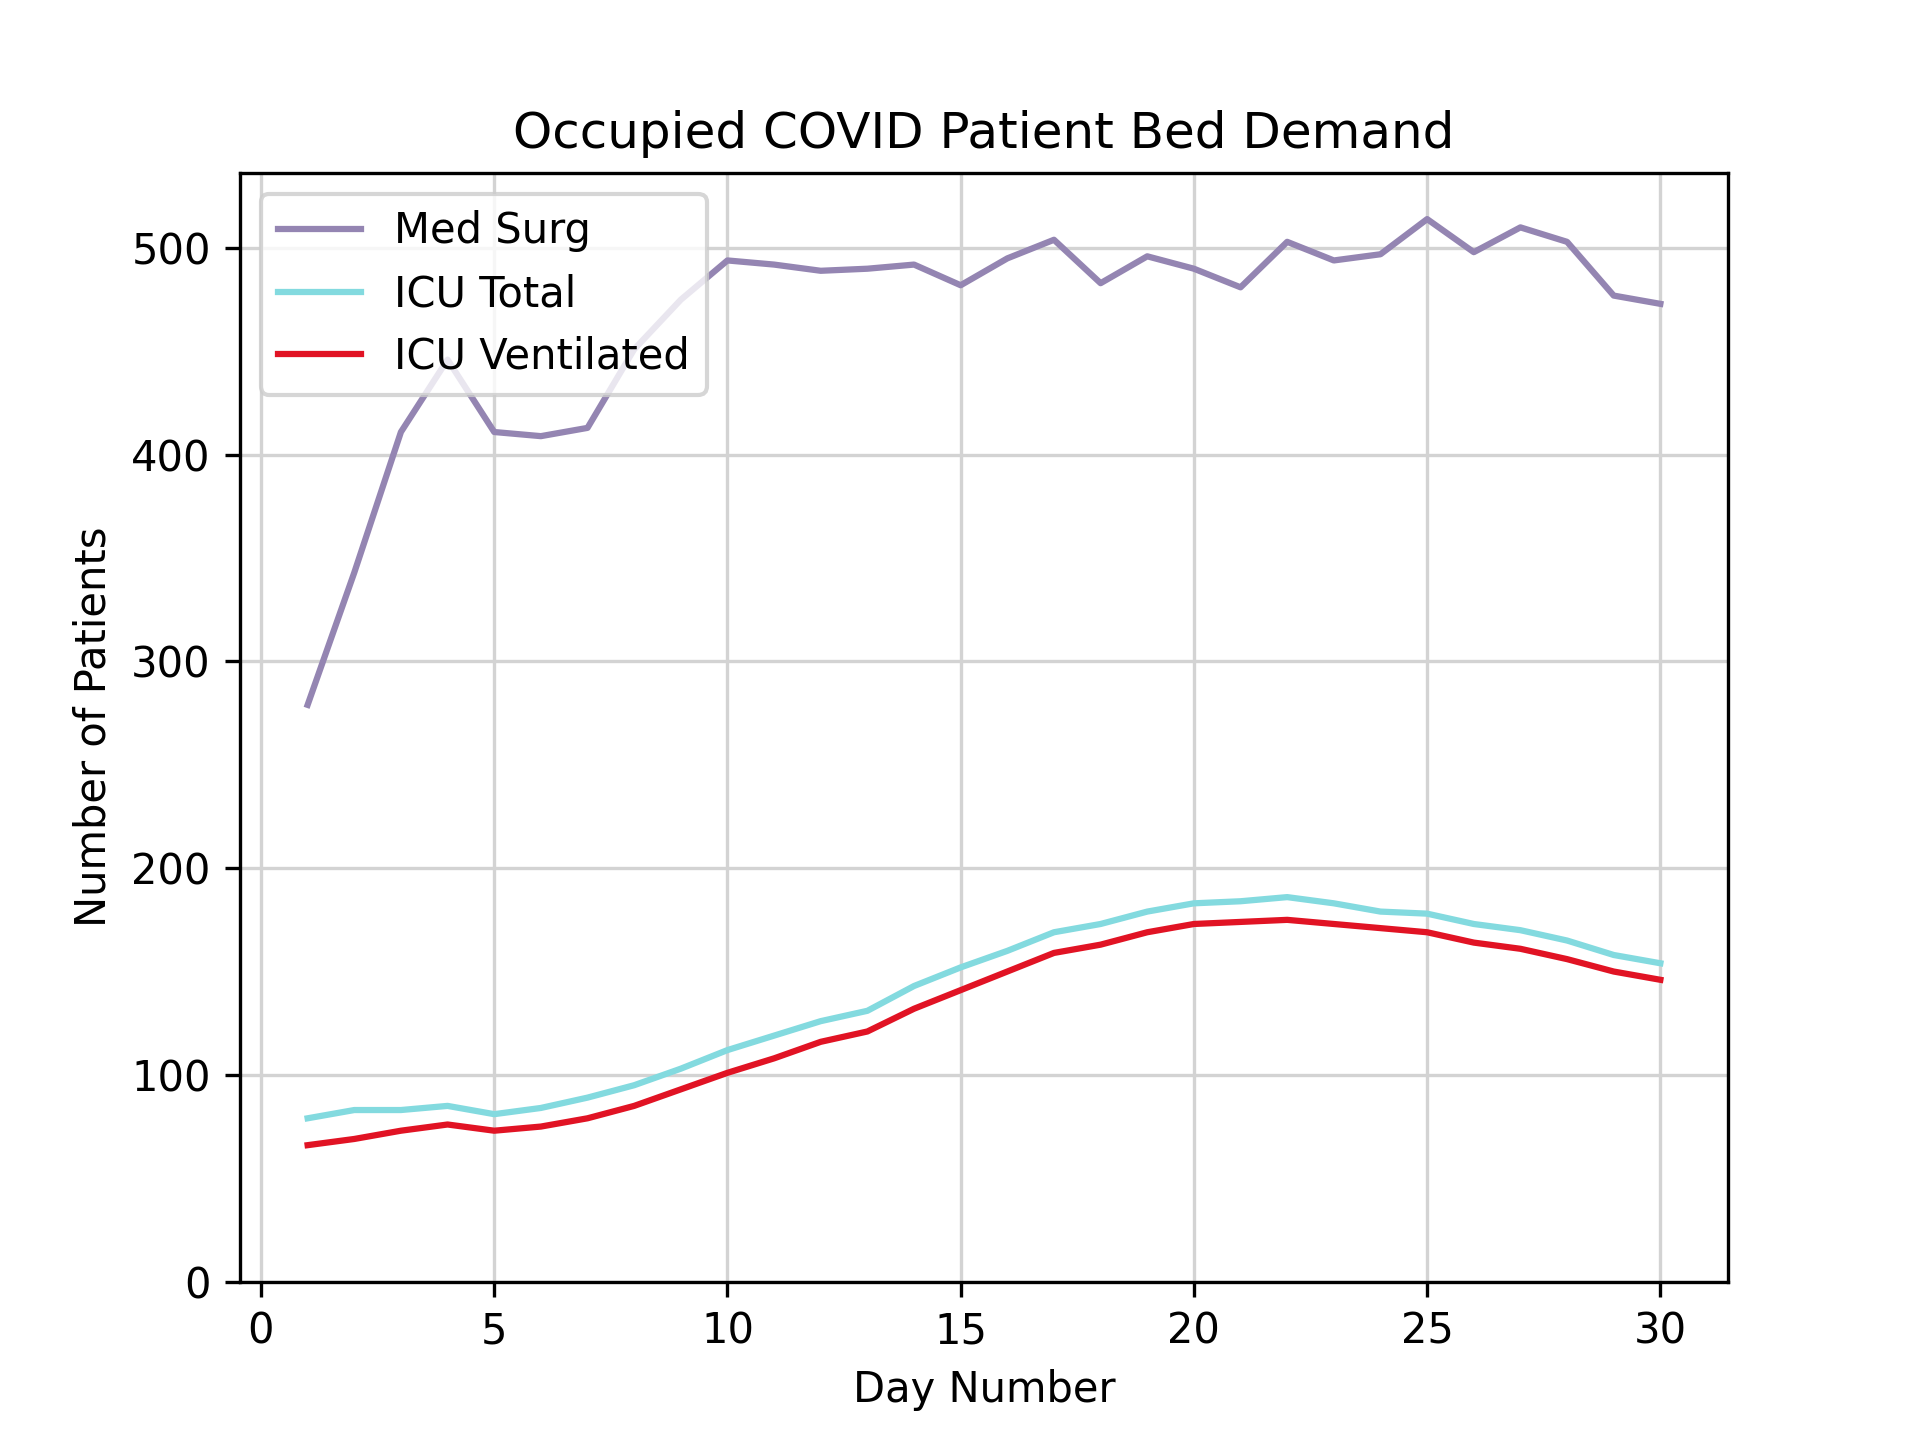 Occupied COVID Patient Bed Demand
Med Surg
ICU Total
ICU Ventilated
Number of Patients
500
400
300
200
100
0
0 5 10 15 20 25 30
Day Number